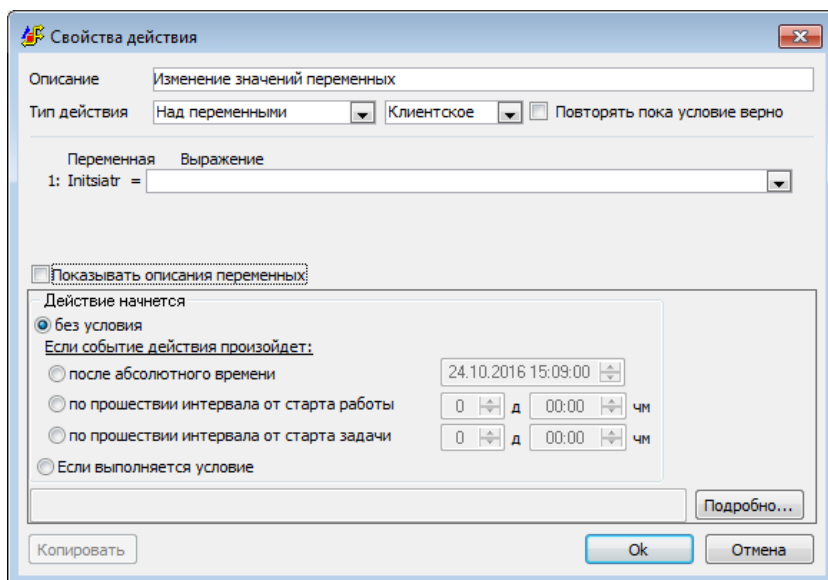 Свойства действия
Описание Изменение значений переменных
Тип действия Над переменными Клиентское Повторять пока условие верно
Переменная Выражение
1: Initsiatr =
Показывать описания переменных
Действие начнется
без условия
Если событие действия произойдет:
после абсолютного времени 24.10.2016 15:09:00
по прошествии интервала от старта работы 0 д 00:00 чм
по прошествии интервала от старта задачи 0 д 00:00 чм
Если выполняется условие
Подробно...
Копировать Ok Отмена